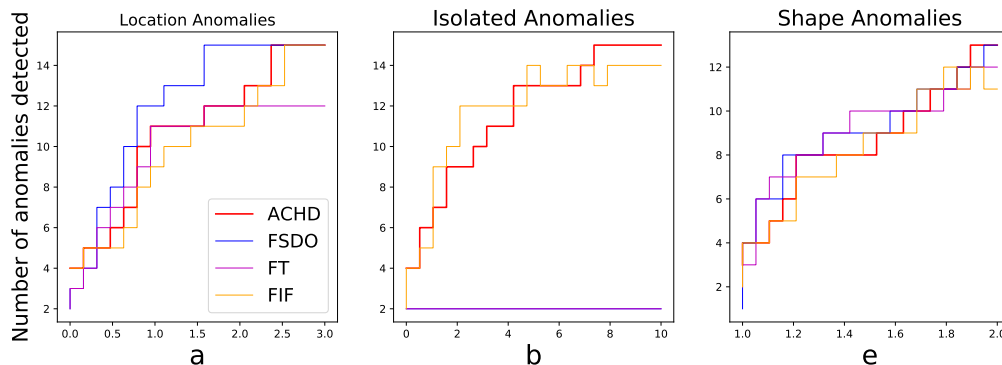 Location Anomalies
Isolated Anomalies
Shape Anomalies
Number of anomalies detected
14
12
10
8
6
4
2
0.0 0.5 1.0 1.5 2.0 2.5 3.0
a
ACHD
FSDO
FT
FIF
14
12
10
8
6
4
2
0 2 4 6 8 10
b
12
10
8
6
4
2
1.0 1.2 1.4 1.6 1.8 2.0
e